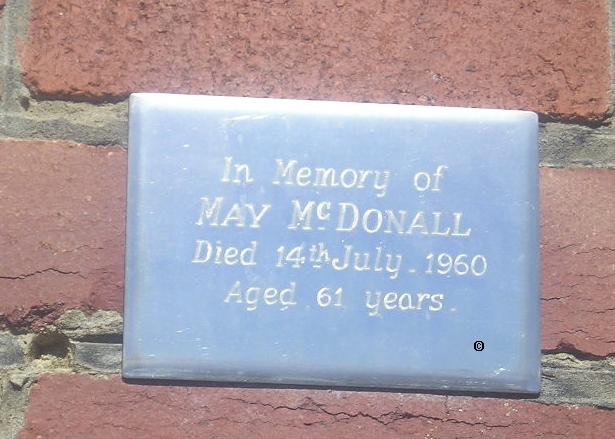 In Memory of
MAY McDONALL
Died 14th July. 1960
Aged 61 years.
©